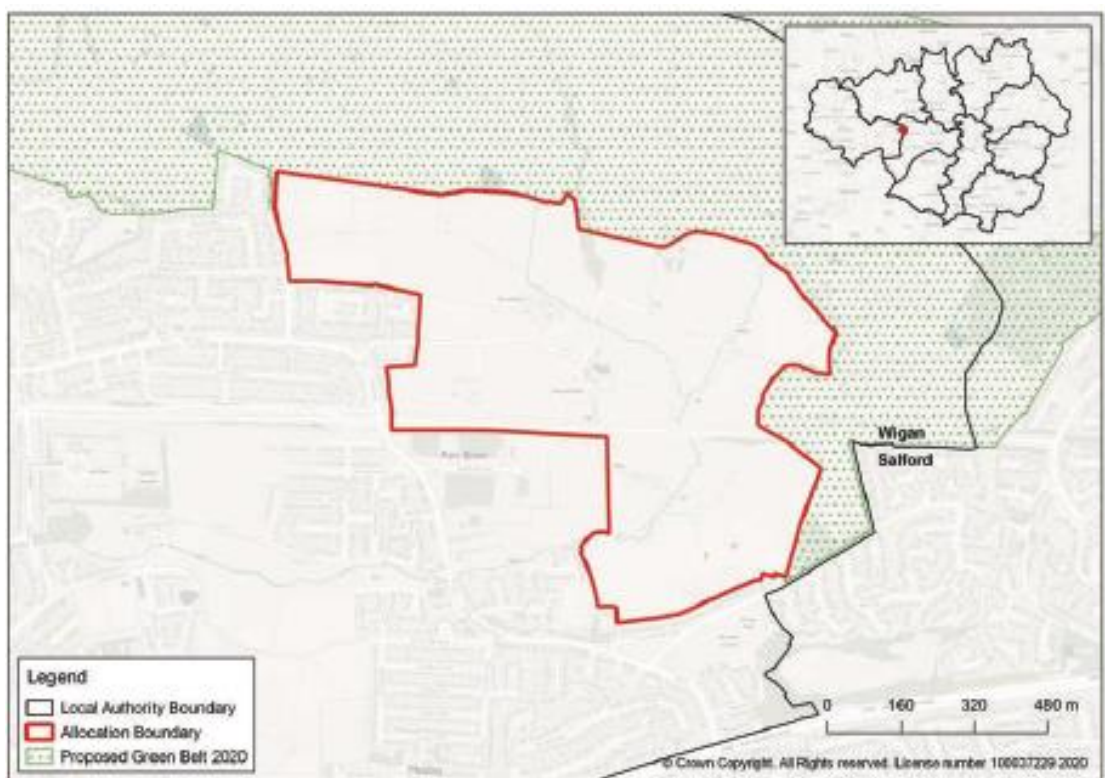 Wigan
Salford
Legend
Local Authority Boundary
Allocation Boundary
Proposed Green Belt 2020
0 160 320 480 m
© Crown Copyright. All Rights reserved. License number 100037229 2020